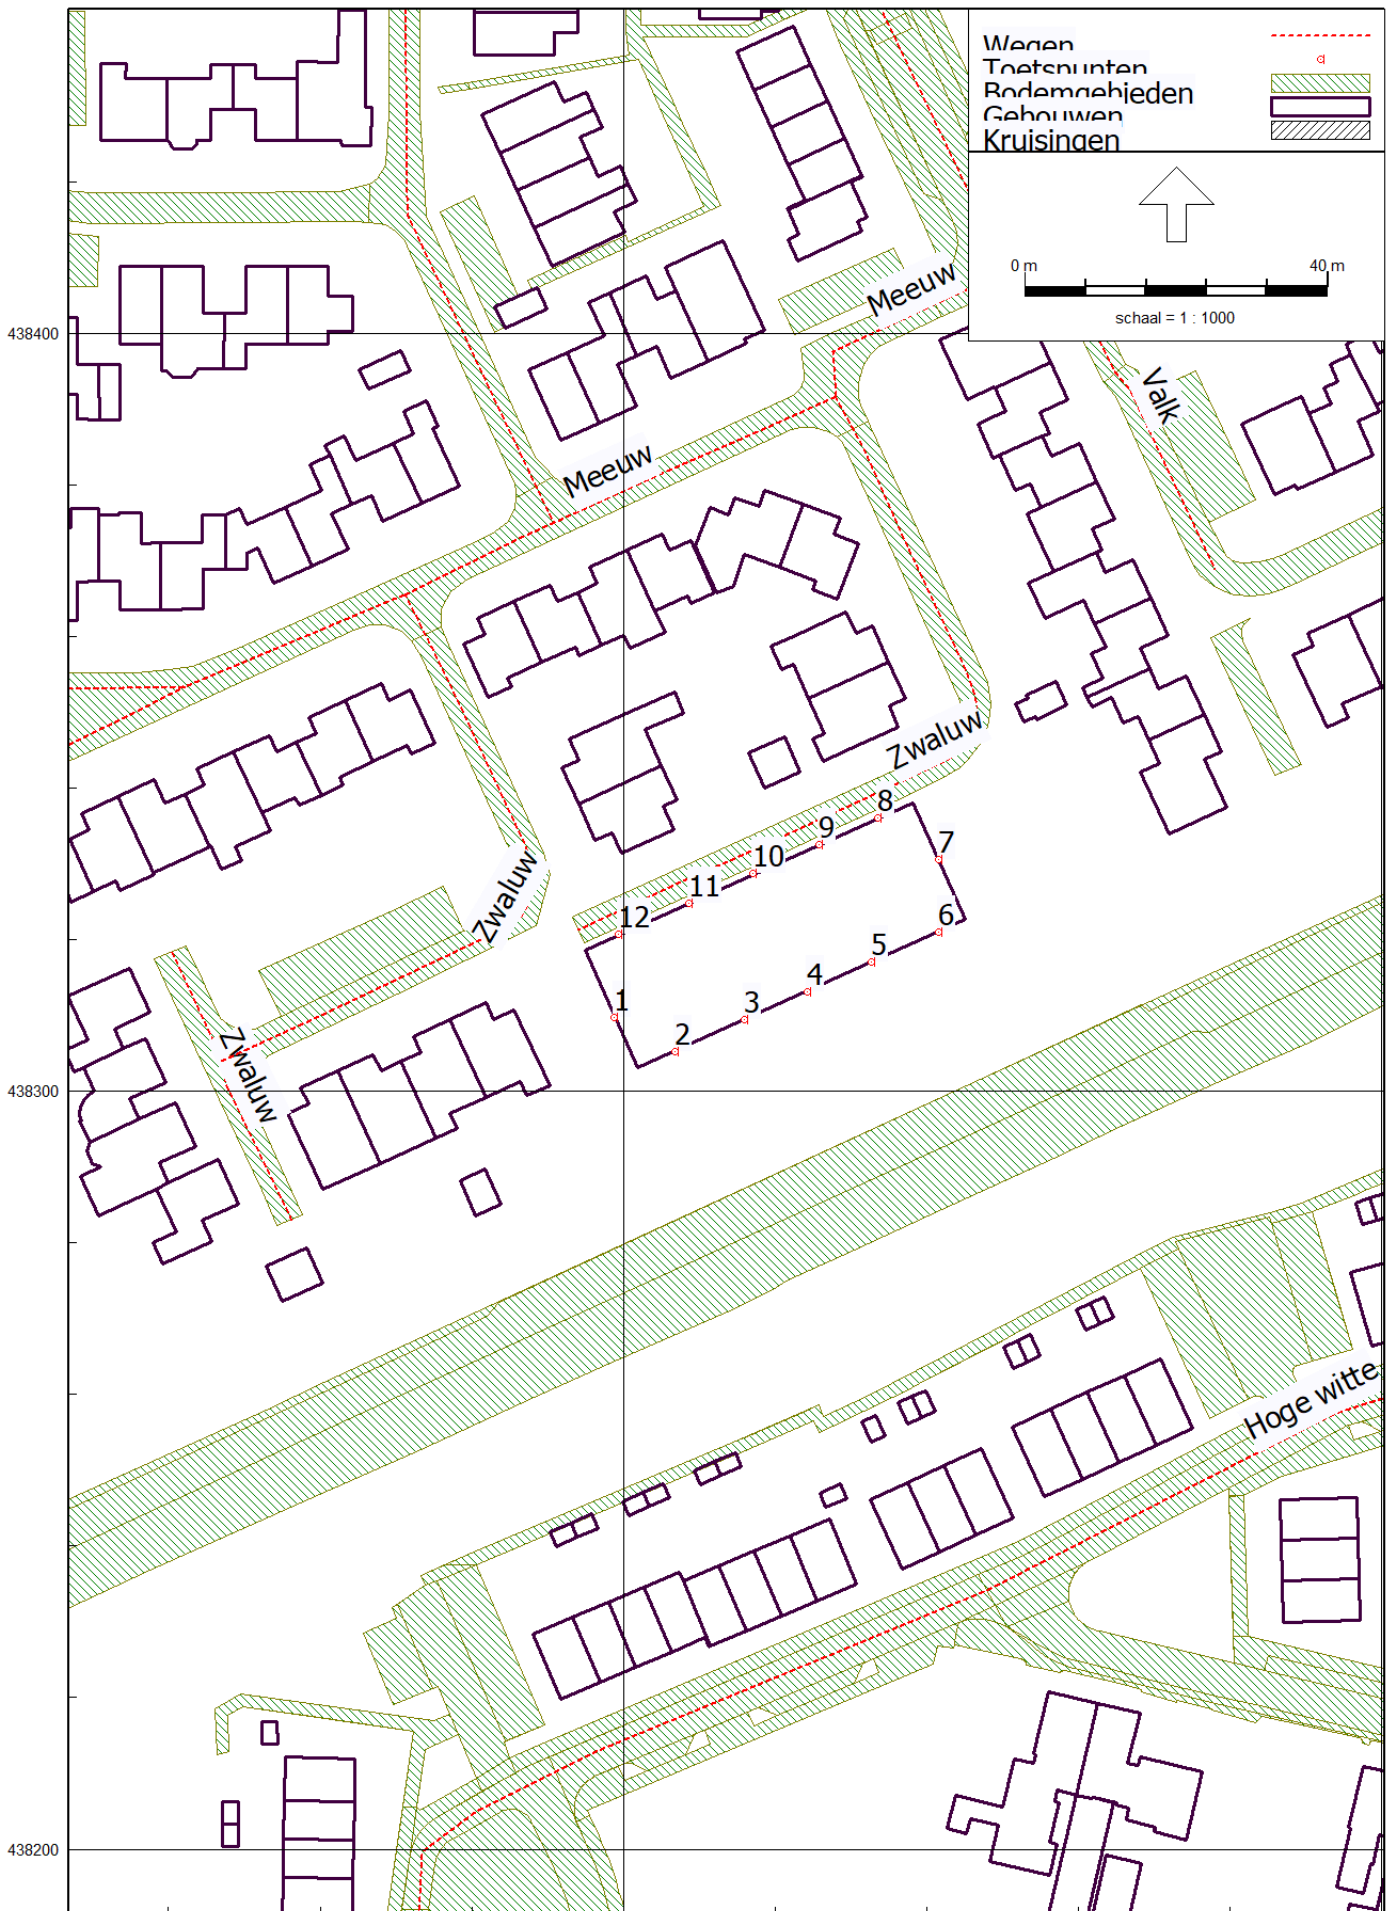 Wegen
Toetspunten
Bodemgebieden
Gebouwen
Kruisingen
0 m
40 m
schaal = 1 : 1000
Meeuw
438400
Valk
Meeuw
Zwaluw
8
9
7
10
11
Zwaluw
12
6
5
4
1
3
2
Zwaluw
438300
Hoge witte
438200